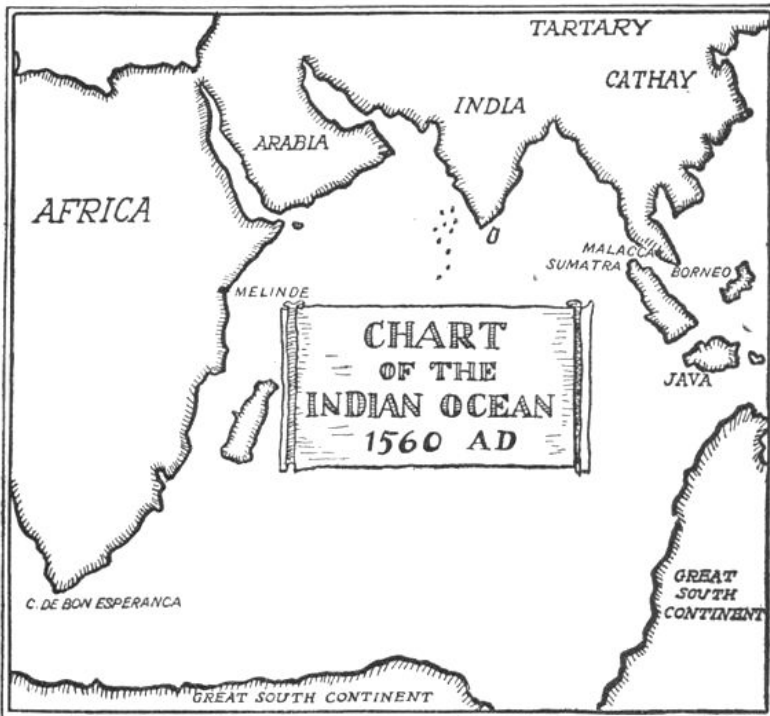 TARTARY
CATHAY
INDIA
ARABIA
AFRICA
MALACCA
SUMATRA
BORNEO
MELINDE
CHART
OF THE
INDIAN OCEAN
1560 AD
JAVA
GREAT
SOUTH
CONTINENT
C. DE BON ESPERANCA
GREAT SOUTH CONTINENT